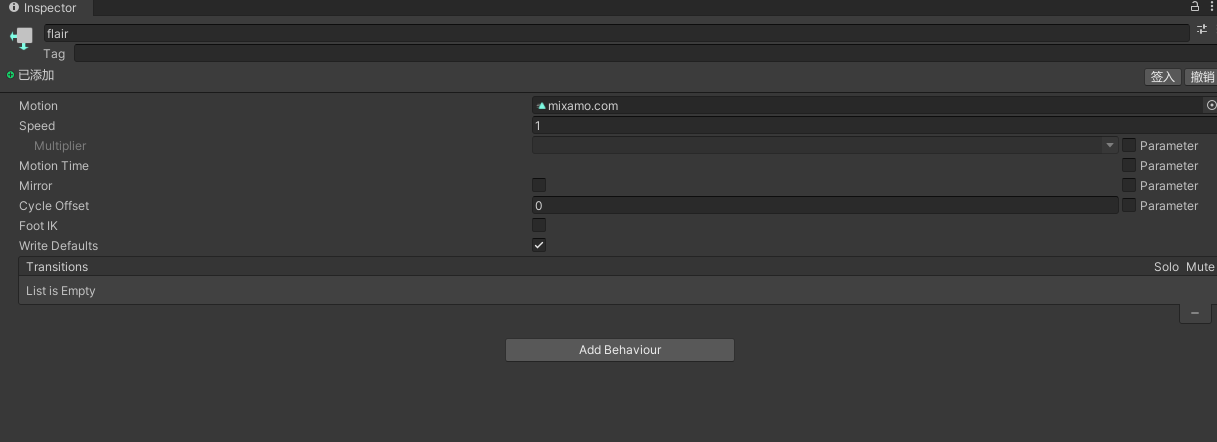 Inspector
flair
Tag
已添加 签入 撤销
Motion mixamo.com
Speed 1
Multiplier Parameter
Motion Time Parameter
Mirror Parameter
Cycle Offset 0 Parameter
Foot IK
Write Defaults
Transitions Solo Mute
List is Empty
Add Behaviour